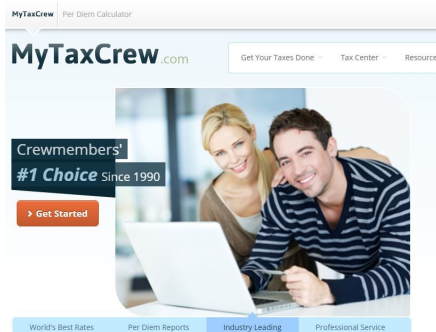 MyTaxCrew Per Diem Calculator
MyTaxCrew.com
Get Your Taxes Done Tax Center Resource
Crewmembers'
#1 Choice Since 1990
> Get Started
World's Best Rates Per Diem Reports Industry Leading Professional Service